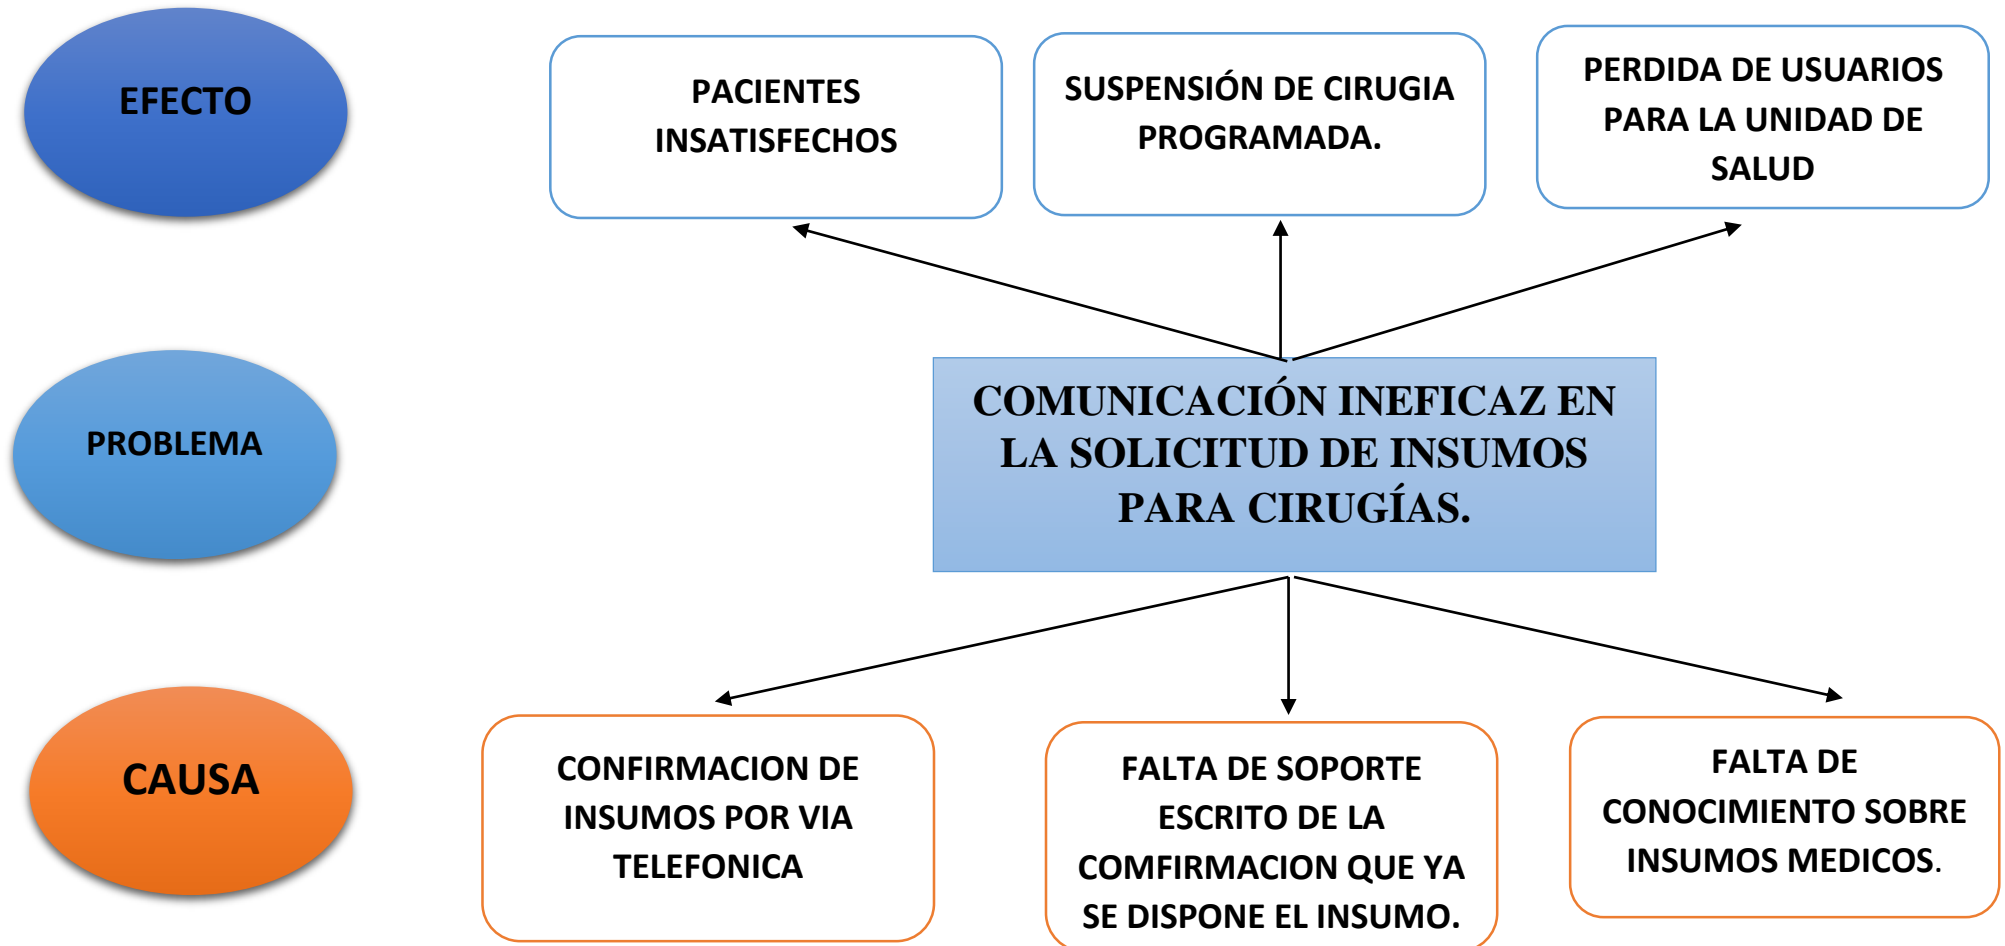 EFECTO
PACIENTES
INSATISFECHOS
SUSPENSIÓN DE CIRUGIA
PROGRAMADA.
PERDIDA DE USUARIOS
PARA LA UNIDAD DE
SALUD
PROBLEMA
COMUNICACIÓN INEFICAZ EN
LA SOLICITUD DE INSUMOS
PARA CIRUGÍAS.
CAUSA
CONFIRMACION DE
INSUMOS POR VIA
TELEFONICA
FALTA DE SOPORTE
ESCRITO DE LA
COMFIRMACION QUE YA
SE DISPONE EL INSUMO.
FALTA DE
CONOCIMIENTO SOBRE
INSUMOS MEDICOS.